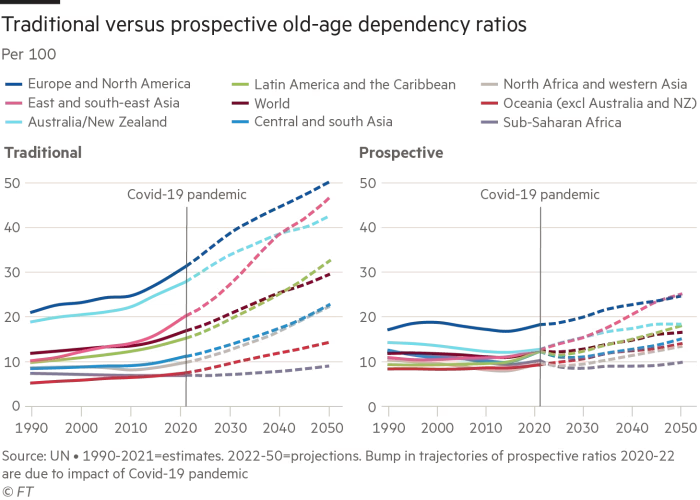 Traditional versus prospective old-age dependency ratios
Per 100
Europe and North America
East and south-east Asia
Australia/New Zealand
Latin America and the Caribbean
World
Central and south Asia
North Africa and western Asia
Oceania (excl Australia and NZ)
Sub-Saharan Africa
Traditional
Covid-19 pandemic
50
40
30
20
10
0
1990 2000 2010 2020 2030 2040 2050
Prospective
Covid-19 pandemic
50
40
30
20
10
0
1990 2000 2010 2020 2030 2040 2050
Source: UN • 1990-2021=estimates. 2022-50=projections. Bump in trajectories of prospective ratios 2020-22
are due to impact of Covid-19 pandemic
© FT